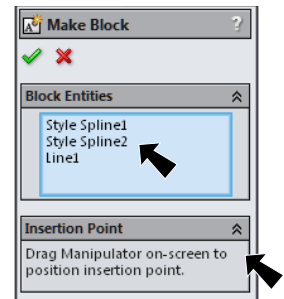 Make Block
?
Block Entities
Style Spline1
Style Spline2
Line1
Insertion Point
Drag Manipulator on-screen to
position insertion point.